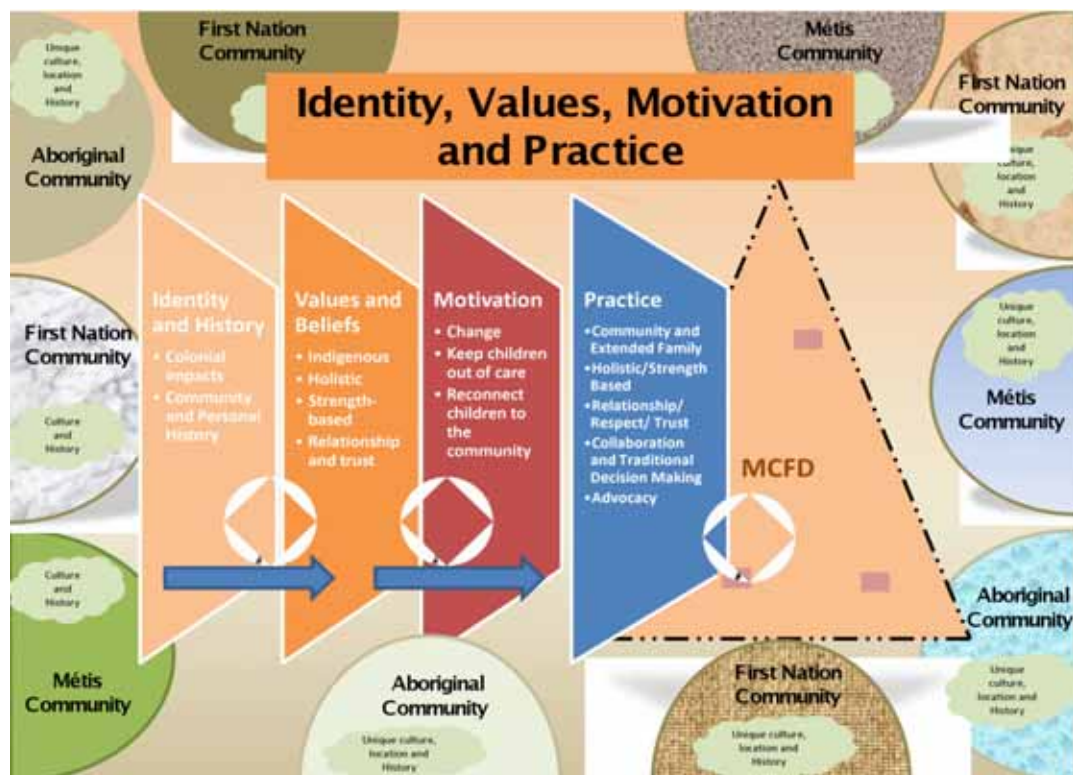 Unique
culture,
location
and
History
Aboriginal
Community
First Nation
Community
Métis
Community
First Nation
Community
Unique
culture,
location
and
History
Identity, Values, Motivation
and Practice
First Nation
Community
Culture
and
History
Identity
and History
• Colonial
impacts
• Community
and Personal
History
Values and
Beliefs
• Indigenous
• Holistic
• Strength-
based
• Relationship
and trust
Motivation
• Change
• Keep children
out of care
• Reconnect
children to
the
community
Practice
•Community and
Extended Family
•Holistic/Strength
Based
•Relationship/
Respect/ Trust
•Collaboration
and Traditional
Decision Making
•Advocacy
MCFD
Unique
culture,
location
and
History
Métis
Community
Culture
and
History
Métis
Community
Aboriginal
Community
Unique culture,
location and
History
First Nation
Community
Unique culture,
location and
History
Aboriginal
Community
Unique
culture,
location and
History